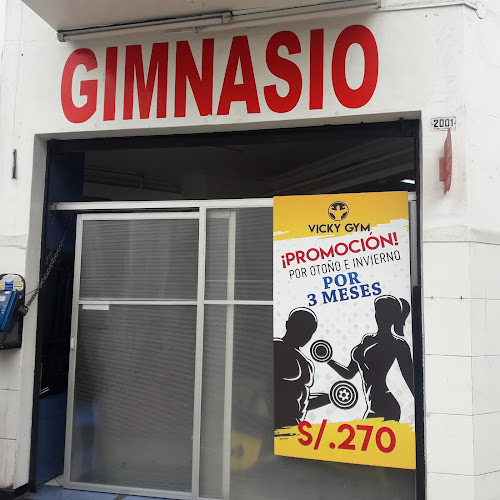 GIMNASIO
2001
VICKY GYM
¡PROMOCIÓN!
POR OTOÑO E INVIERNO
POR
3 MESES
S/.270